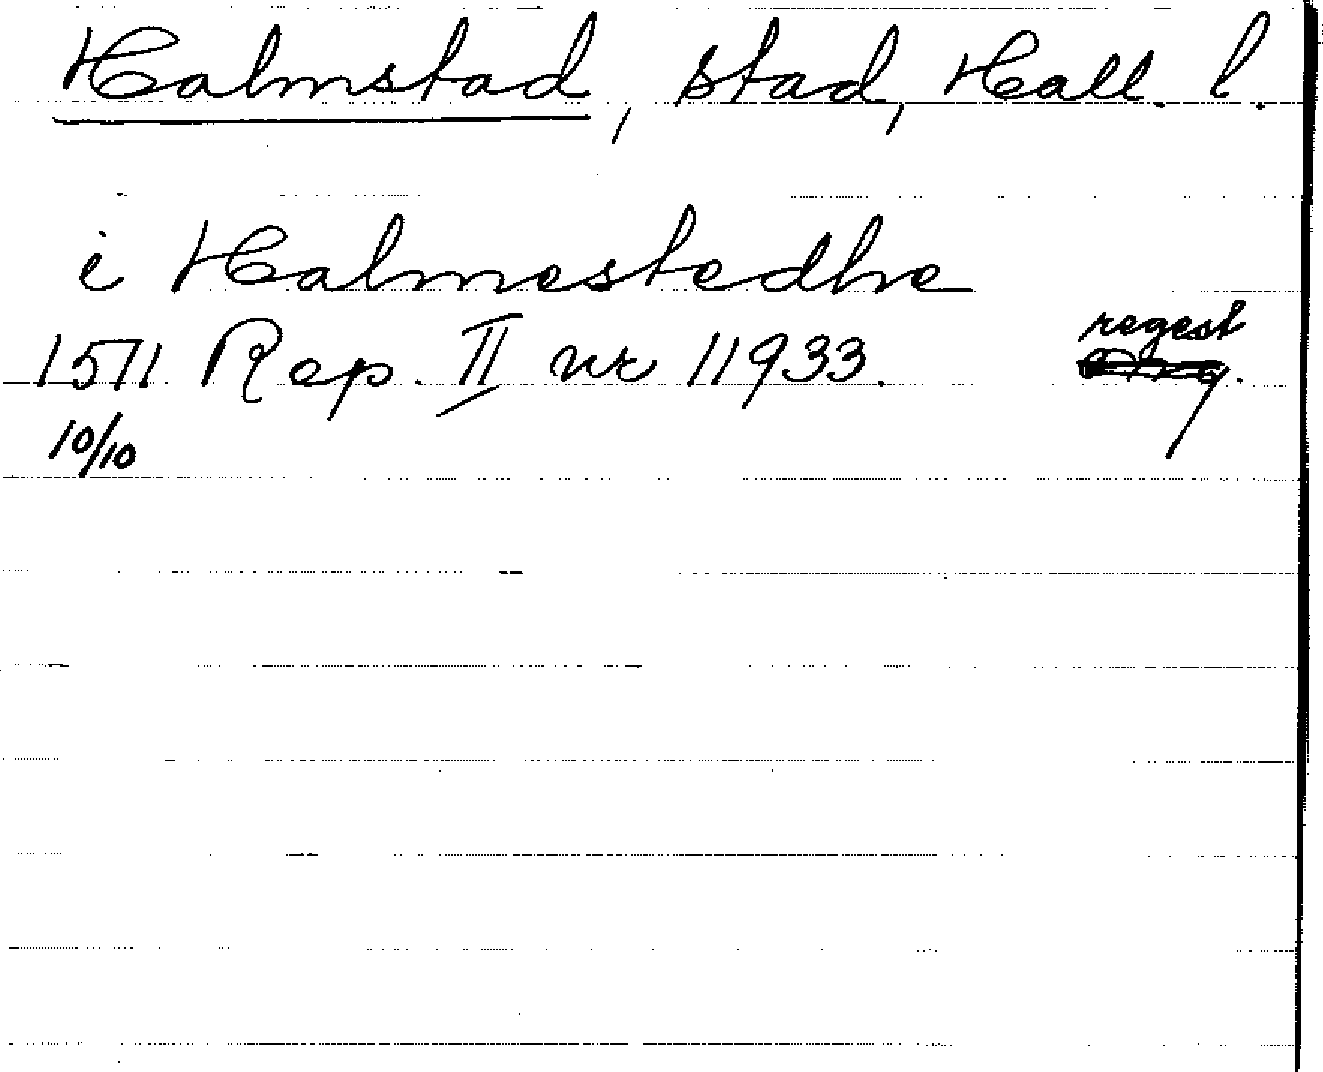 Halmstad, stad, Hall. l.
i Halmestedhe
1511 Rep. II nr 11933. regest
10/10